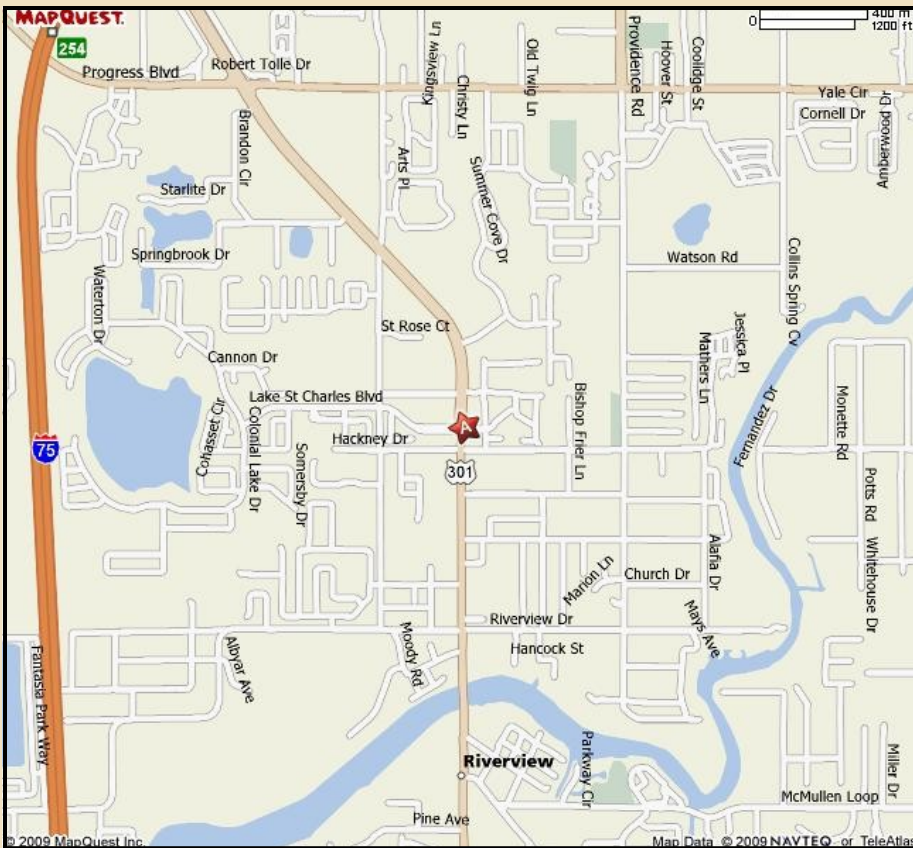 MAPQUEST.
254
0
400 m
1200 ft
Progress Blvd
Robert Tolle Dr
Kingsview Ln
Christy Ln
Old Twig Ln
Providence Rd
Hoover St
Coolidge St
Yale Cir
Cornell Dr
Amberwood Dr
Brandon Cir
Arts Pl
Starlite Dr
Summer Cove Dr
Springbrook Dr
Watson Rd
Collins Spring Cv
Waterton Dr
St Rose Ct
Jessica Pl
Mathers Ln
Cannon Dr
Lake St Charles Blvd
Bishop Frier Ln
Fernandez Dr
Monette Rd
Cohasset Cir
Colonial Lake Dr
Hackney Dr
A
75
Somersby Dr
301
Potts Rd
Alafia Dr
Whitehouse Dr
Marion Ln
Church Dr
Riverview Dr
Mays Ave
Moody Rd
Hancock St
Albyar Ave
Fantasia Park Way
Riverview
Parkway Cir
Miller Dr
McMullen Loop
Pine Ave
© 2009 MapQuest Inc.
Map Data © 2009 NAVTEQ or TeleAtlas